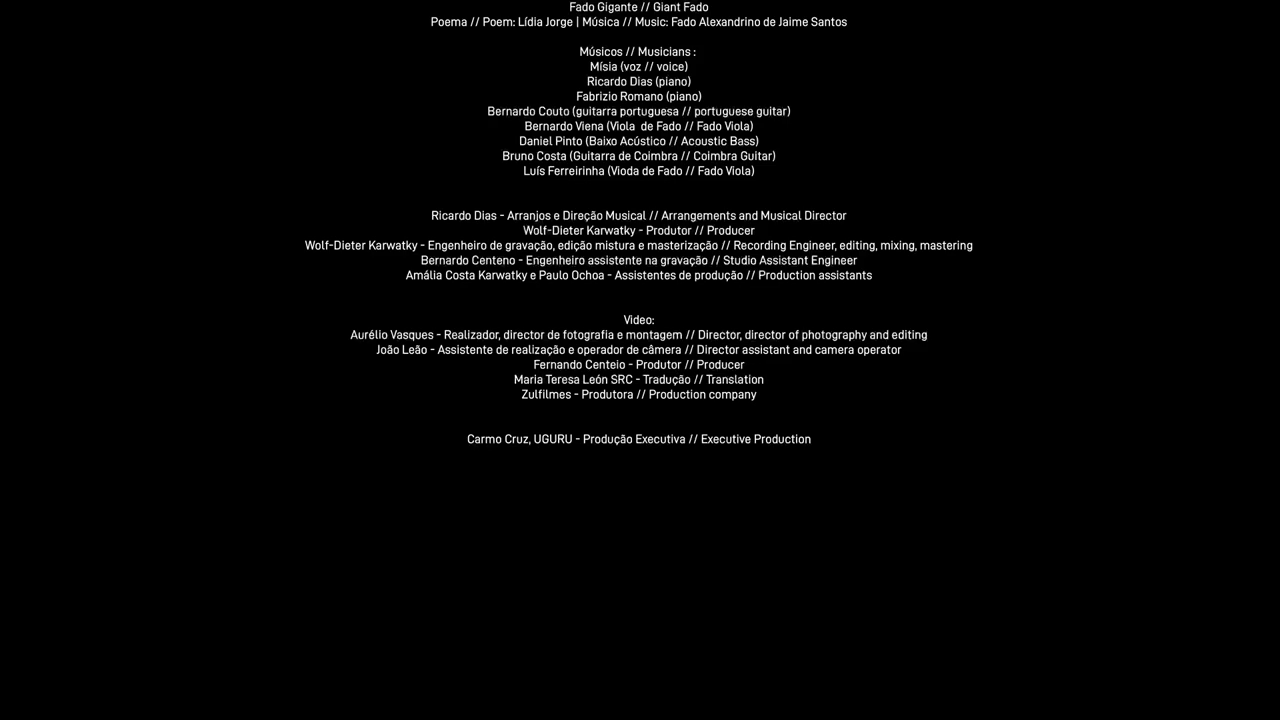 Fado Gigante // Giant Fado
Poema // Poem: Lídia Jorge | Música // Music: Fado Alexandrino de Jaime Santos
Músicos // Musicians :
Mísia (voz // voice)
Ricardo Dias (piano)
Fabrizio Romano (piano)
Bernardo Couto (guitarra portuguesa // portuguese guitar)
Bernardo Viena (Viola de Fado // Fado Viola)
Daniel Pinto (Baixo Acústico // Acoustic Bass)
Bruno Costa (Guitarra de Coimbra // Coimbra Guitar)
Luís Ferreirinha (Vioda de Fado // Fado Viola)
Ricardo Dias - Arranjos e Direção Musical // Arrangements and Musical Director
Wolf-Dieter Karwatky - Produtor // Producer
Wolf-Dieter Karwatky - Engenheiro de gravação, edição mistura e masterização // Recording Engineer, editing, mixing, mastering
Bernardo Centeno - Engenheiro assistente na gravação // Studio Assistant Engineer
Amália Costa Karwatky e Paulo Ochoa - Assistentes de produção // Production assistants
Video:
Aurélio Vasques - Realizador, director de fotografia e montagem // Director, director of photography and editing
João Leão - Assistente de realização e operador de câmera // Director assistant and camera operator
Fernando Centeio - Produtor // Producer
Maria Teresa León SRC - Tradução // Translation
Zulfilmes - Produtora // Production company
Carmo Cruz, UGURU - Produção Executiva // Executive Production